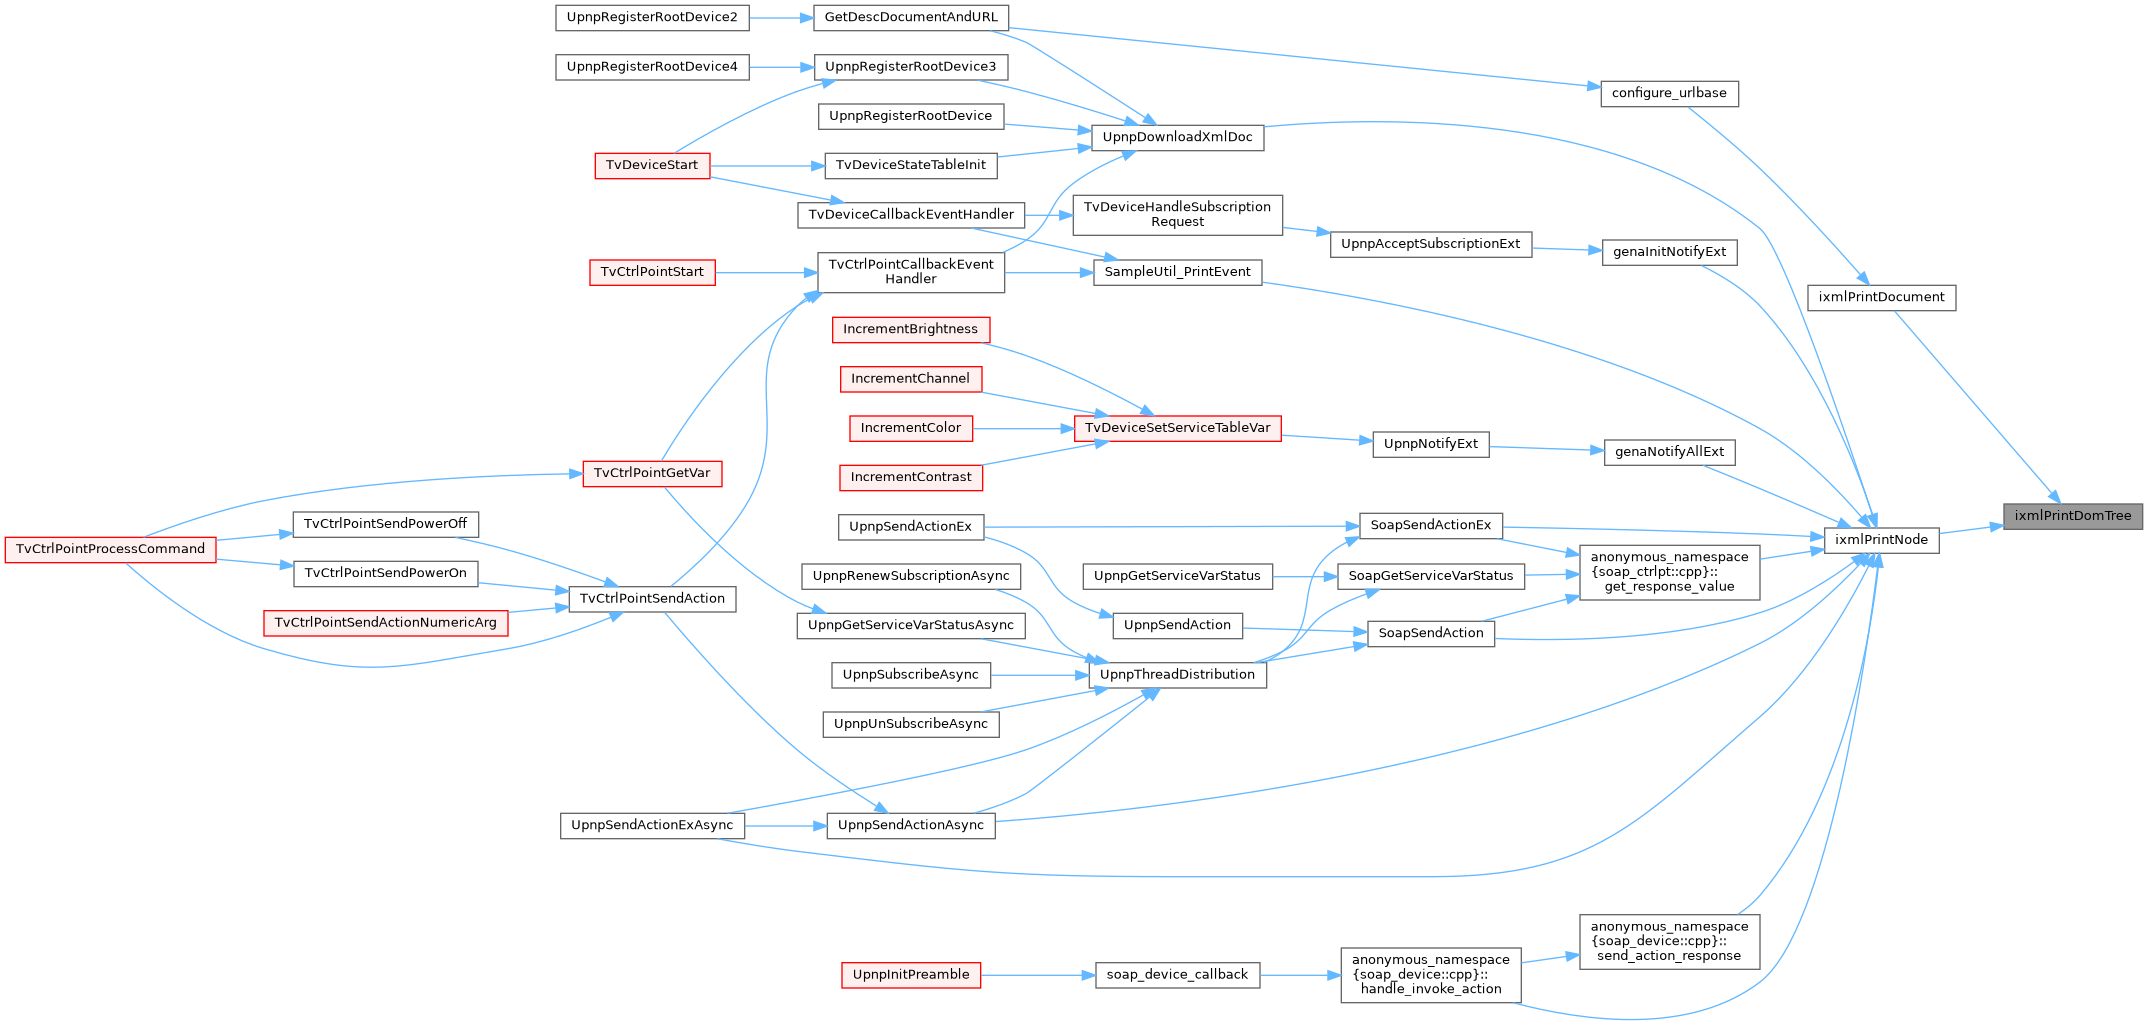 UpnpRegisterRootDevice2
GetDescDocumentAndURL
UpnpRegisterRootDevice4
UpnpRegisterRootDevice3
configure_urlbase
UpnpRegisterRootDevice
UpnpDownloadXmlDoc
TvDeviceStart
TvDeviceStateTableInit
TvDeviceCallbackEventHandler
TvDeviceHandleSubscription
Request
UpnpAcceptSubscriptionExt
genaInitNotifyExt
TvCtrlPointStart
TvCtrlPointCallbackEvent
Handler
SampleUtil_PrintEvent
ixmlPrintDocument
IncrementBrightness
IncrementChannel
IncrementColor
TvDeviceSetServiceTableVar
UpnpNotifyExt
genaNotifyAllExt
IncrementContrast
TvCtrlPointGetVar
TvCtrlPointSendPowerOff
UpnpSendActionEx
SoapSendActionEx
ixmlPrintDomTree
ixmlPrintNode
TvCtrlPointProcessCommand
TvCtrlPointSendPowerOn
UpnpRenewSubscriptionAsync
UpnpGetServiceVarStatus
SoapGetServiceVarStatus
anonymous_namespace
{soap_ctrlpt::cpp}::
get_response_value
TvCtrlPointSendAction
TvCtrlPointSendActionNumericArg
UpnpGetServiceVarStatusAsync
UpnpSendAction
SoapSendAction
UpnpSubscribeAsync
UpnpThreadDistribution
UpnpUnSubscribeAsync
UpnpSendActionExAsync
UpnpSendActionAsync
anonymous_namespace
{soap_device::cpp}::
send_action_response
UpnpInitPreamble
soap_device_callback
anonymous_namespace
{soap_device::cpp}::
handle_invoke_action